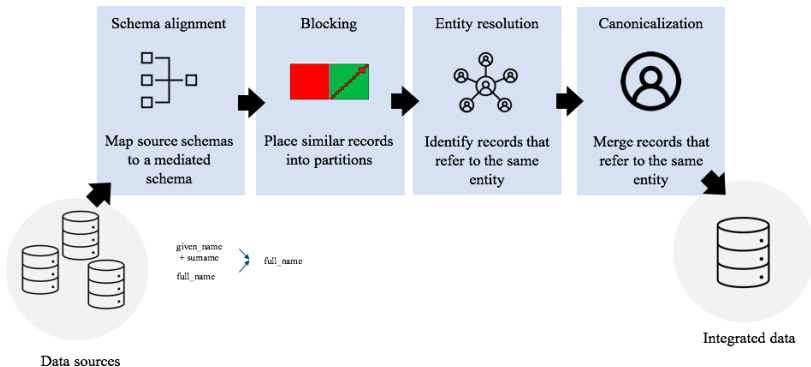 Schema alignment
Blocking
Entity resolution
Canonicalization
Map source schemas
to a mediated
schema
Place similar records
into partitions
Identify records that
refer to the same
entity
Merge records that
refer to the same
entity
given_name
+ surname
full_name
full_name
Data sources
Integrated data